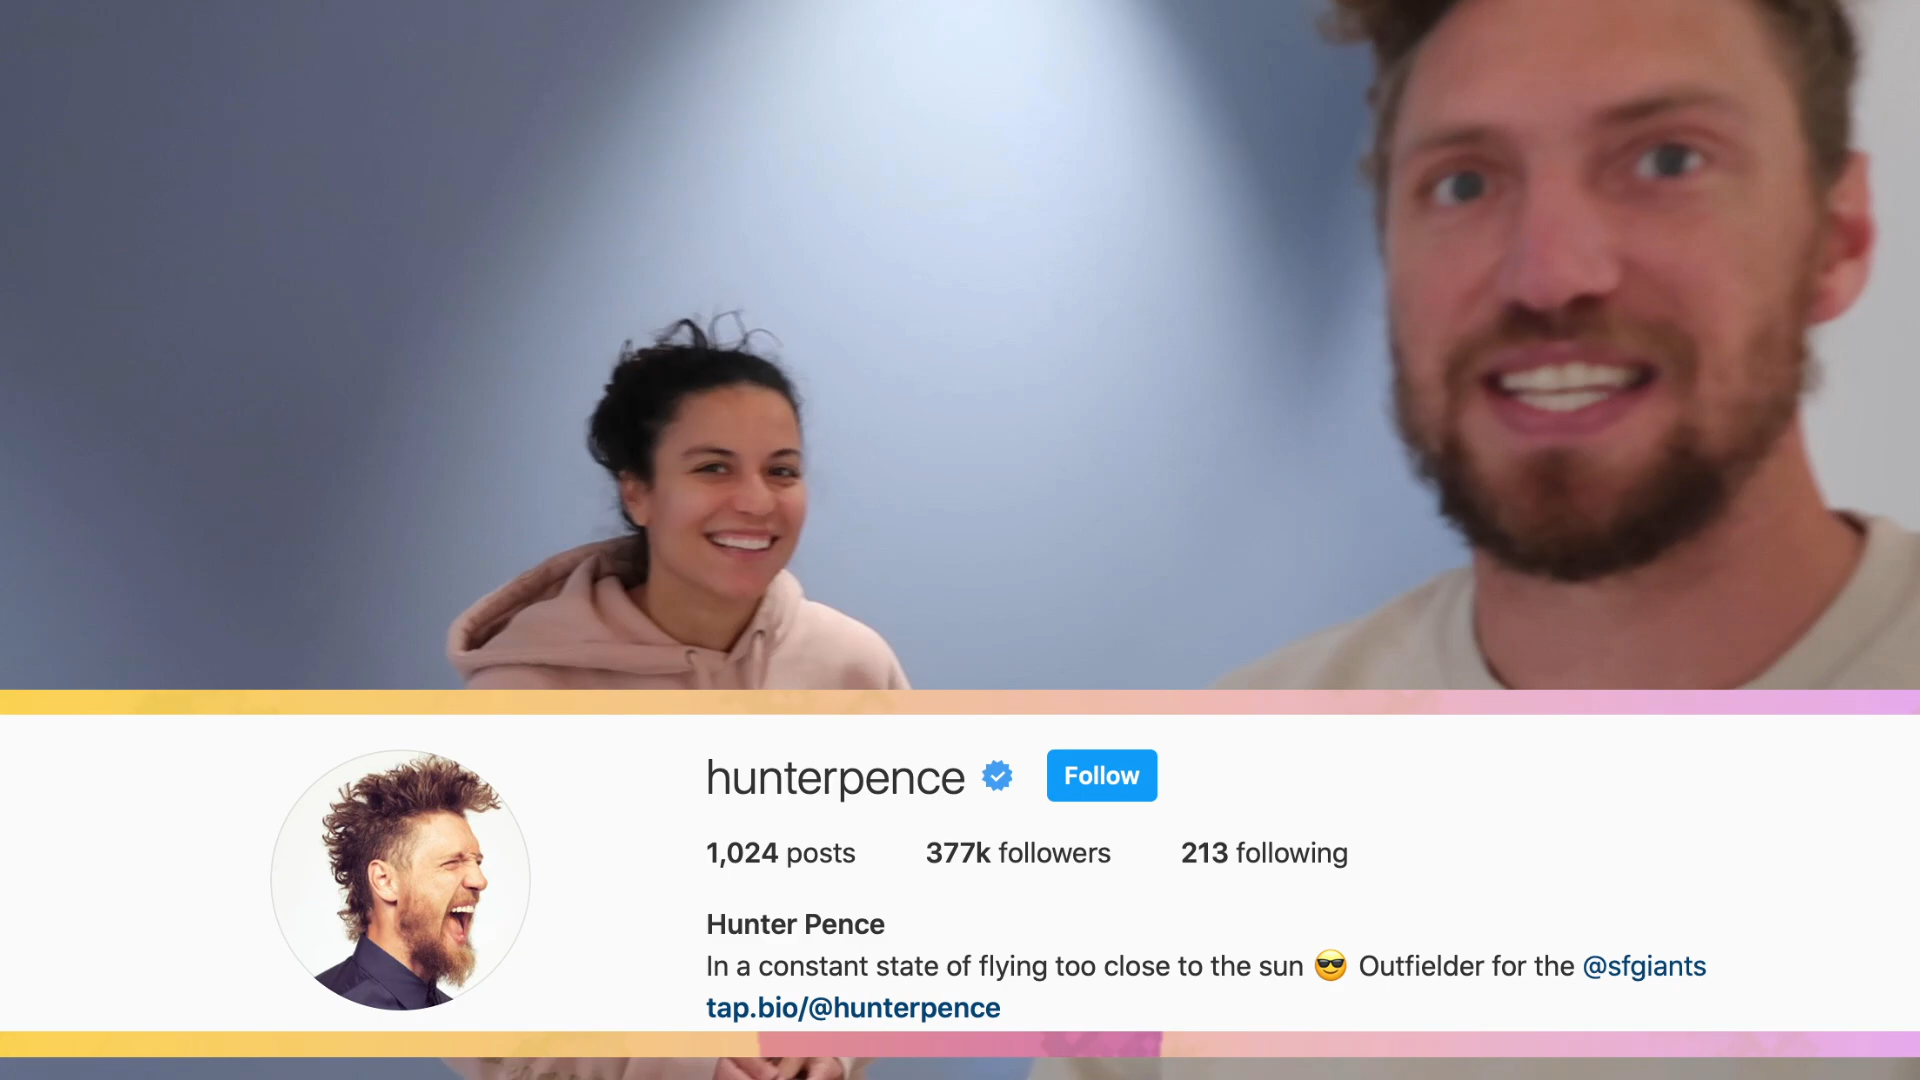 hunterpence Follow
1,024 posts 377k followers 213 following
Hunter Pence
In a constant state of flying too close to the sun 😎 Outfielder for the @sfgiants
tap.bio/@hunterpence